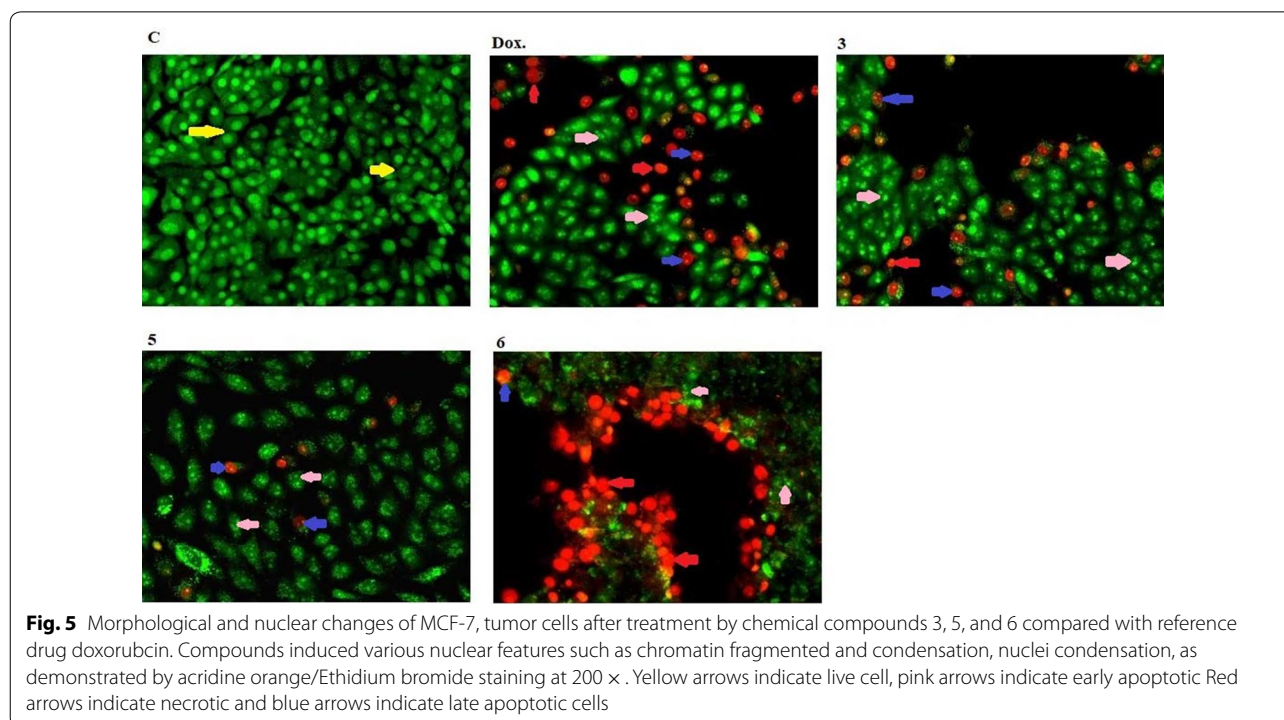 C
Dox.
3
5
6
Fig. 5 Morphological and nuclear changes of MCF-7, tumor cells after treatment by chemical compounds 3, 5, and 6 compared with reference
drug doxorubcin. Compounds induced various nuclear features such as chromatin fragmented and condensation, nuclei condensation, as
demonstrated by acridine orange/Ethidium bromide staining at 200 ×. Yellow arrows indicate live cell, pink arrows indicate early apoptotic Red
arrows indicate necrotic and blue arrows indicate late apoptotic cells